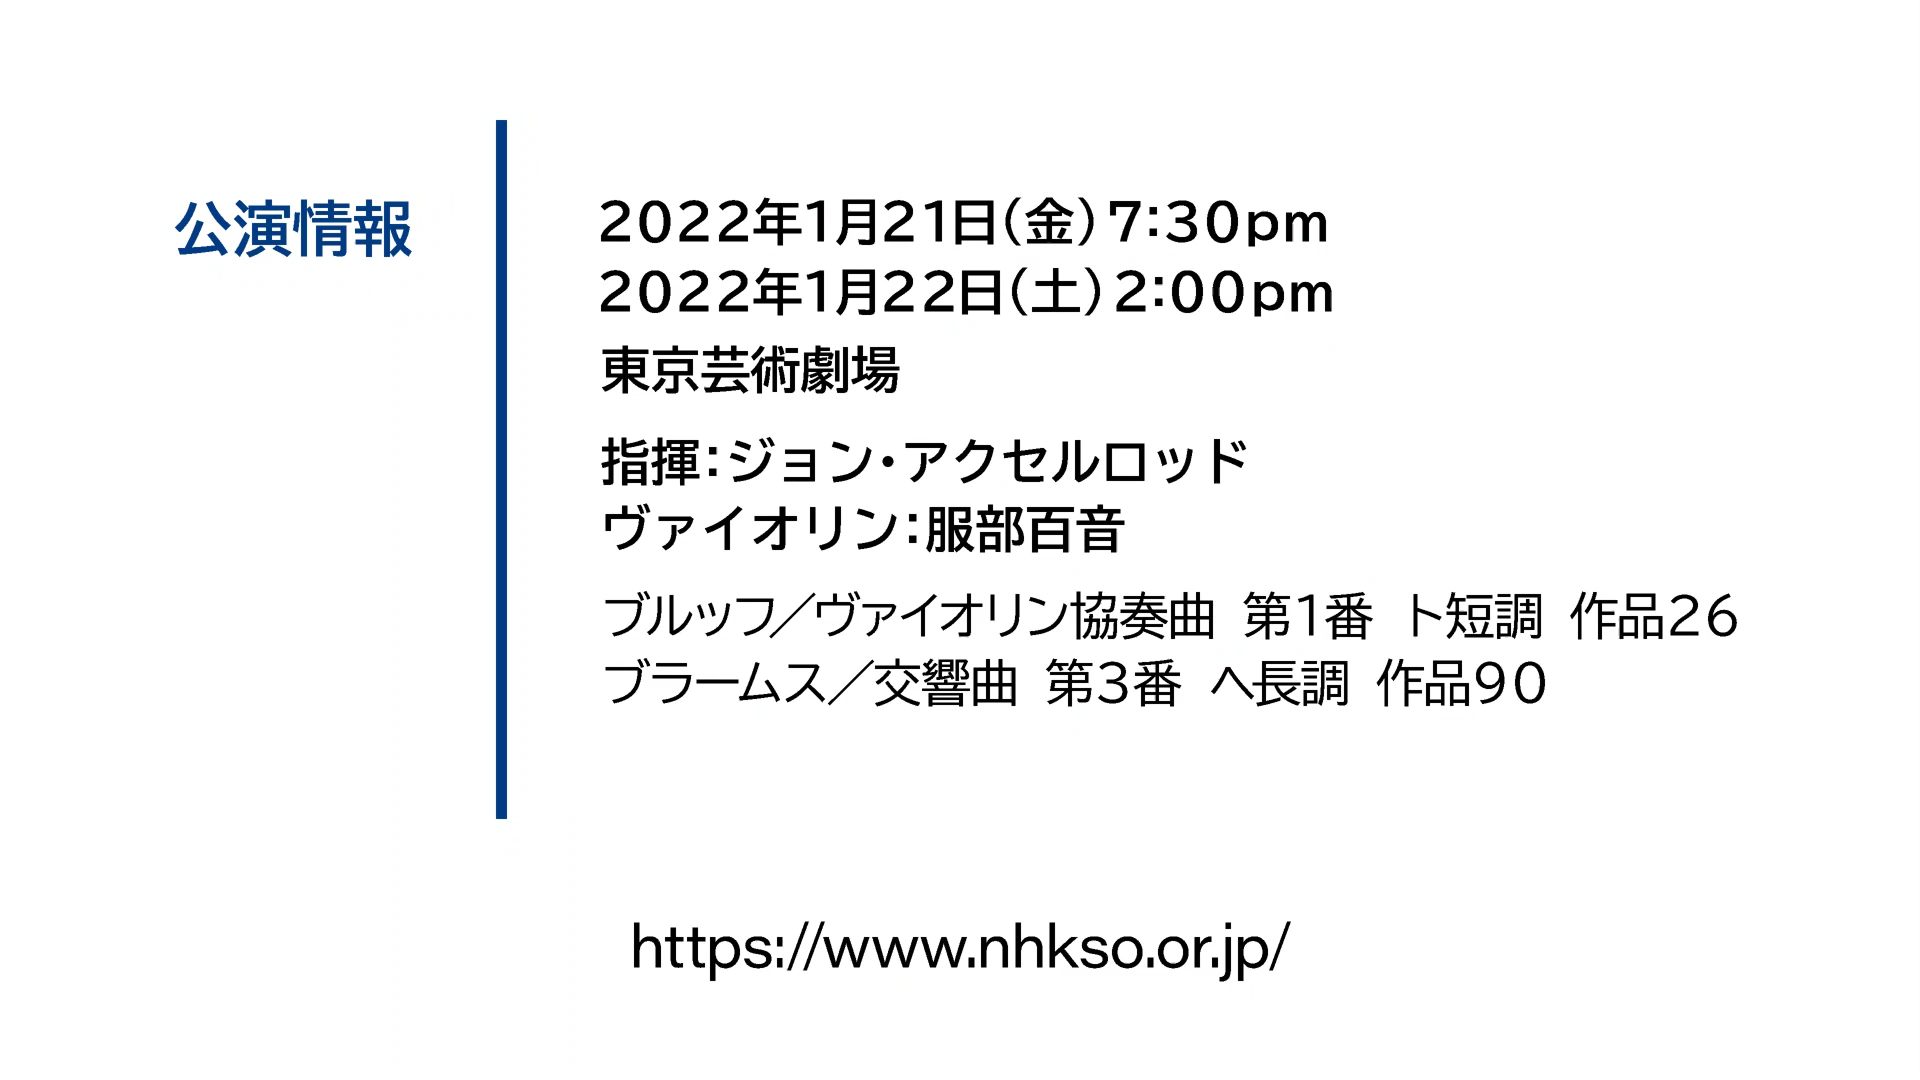 公演情報
2022年1月21日(金) 7:30pm
2022年1月22日(土) 2:00pm
東京芸術劇場
指揮：ジョン・アクセルロッド
ヴァイオリン：服部百音
ブルッフ／ヴァイオリン協奏曲 第1番 ト短調 作品26
ブラームス／交響曲 第3番 ヘ長調 作品90
https://www.nhkso.or.jp/